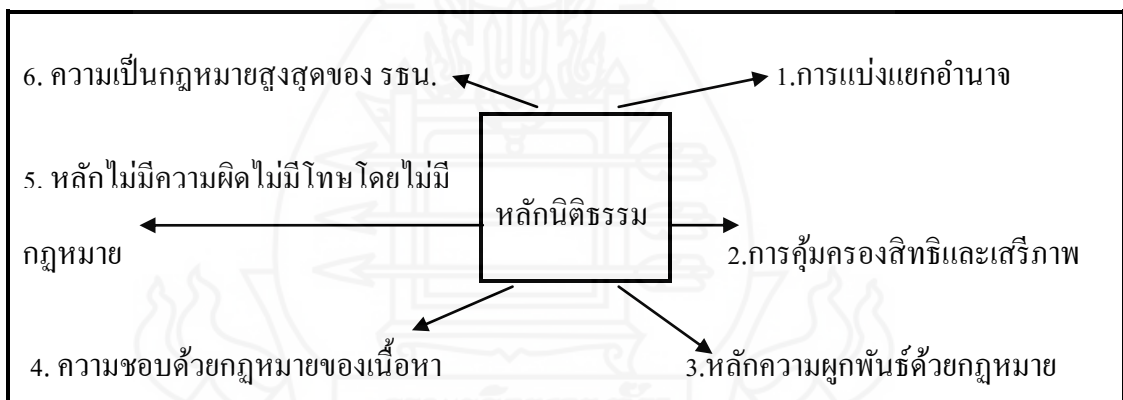 6. ความเป็นกฎหมายสูงสุดของ รธน.
1.การแบ่งแยกอำนาจ
5. หลักไม่มีความผิดไม่มีโทษโดยไม่มี
กฎหมาย
หลักนิติธรรม
2.การคุ้มครองสิทธิและเสรีภาพ
4. ความชอบด้วยกฎหมายของเนื้อหา
3.หลักความผูกพันธ์ด้วยกฎหมาย